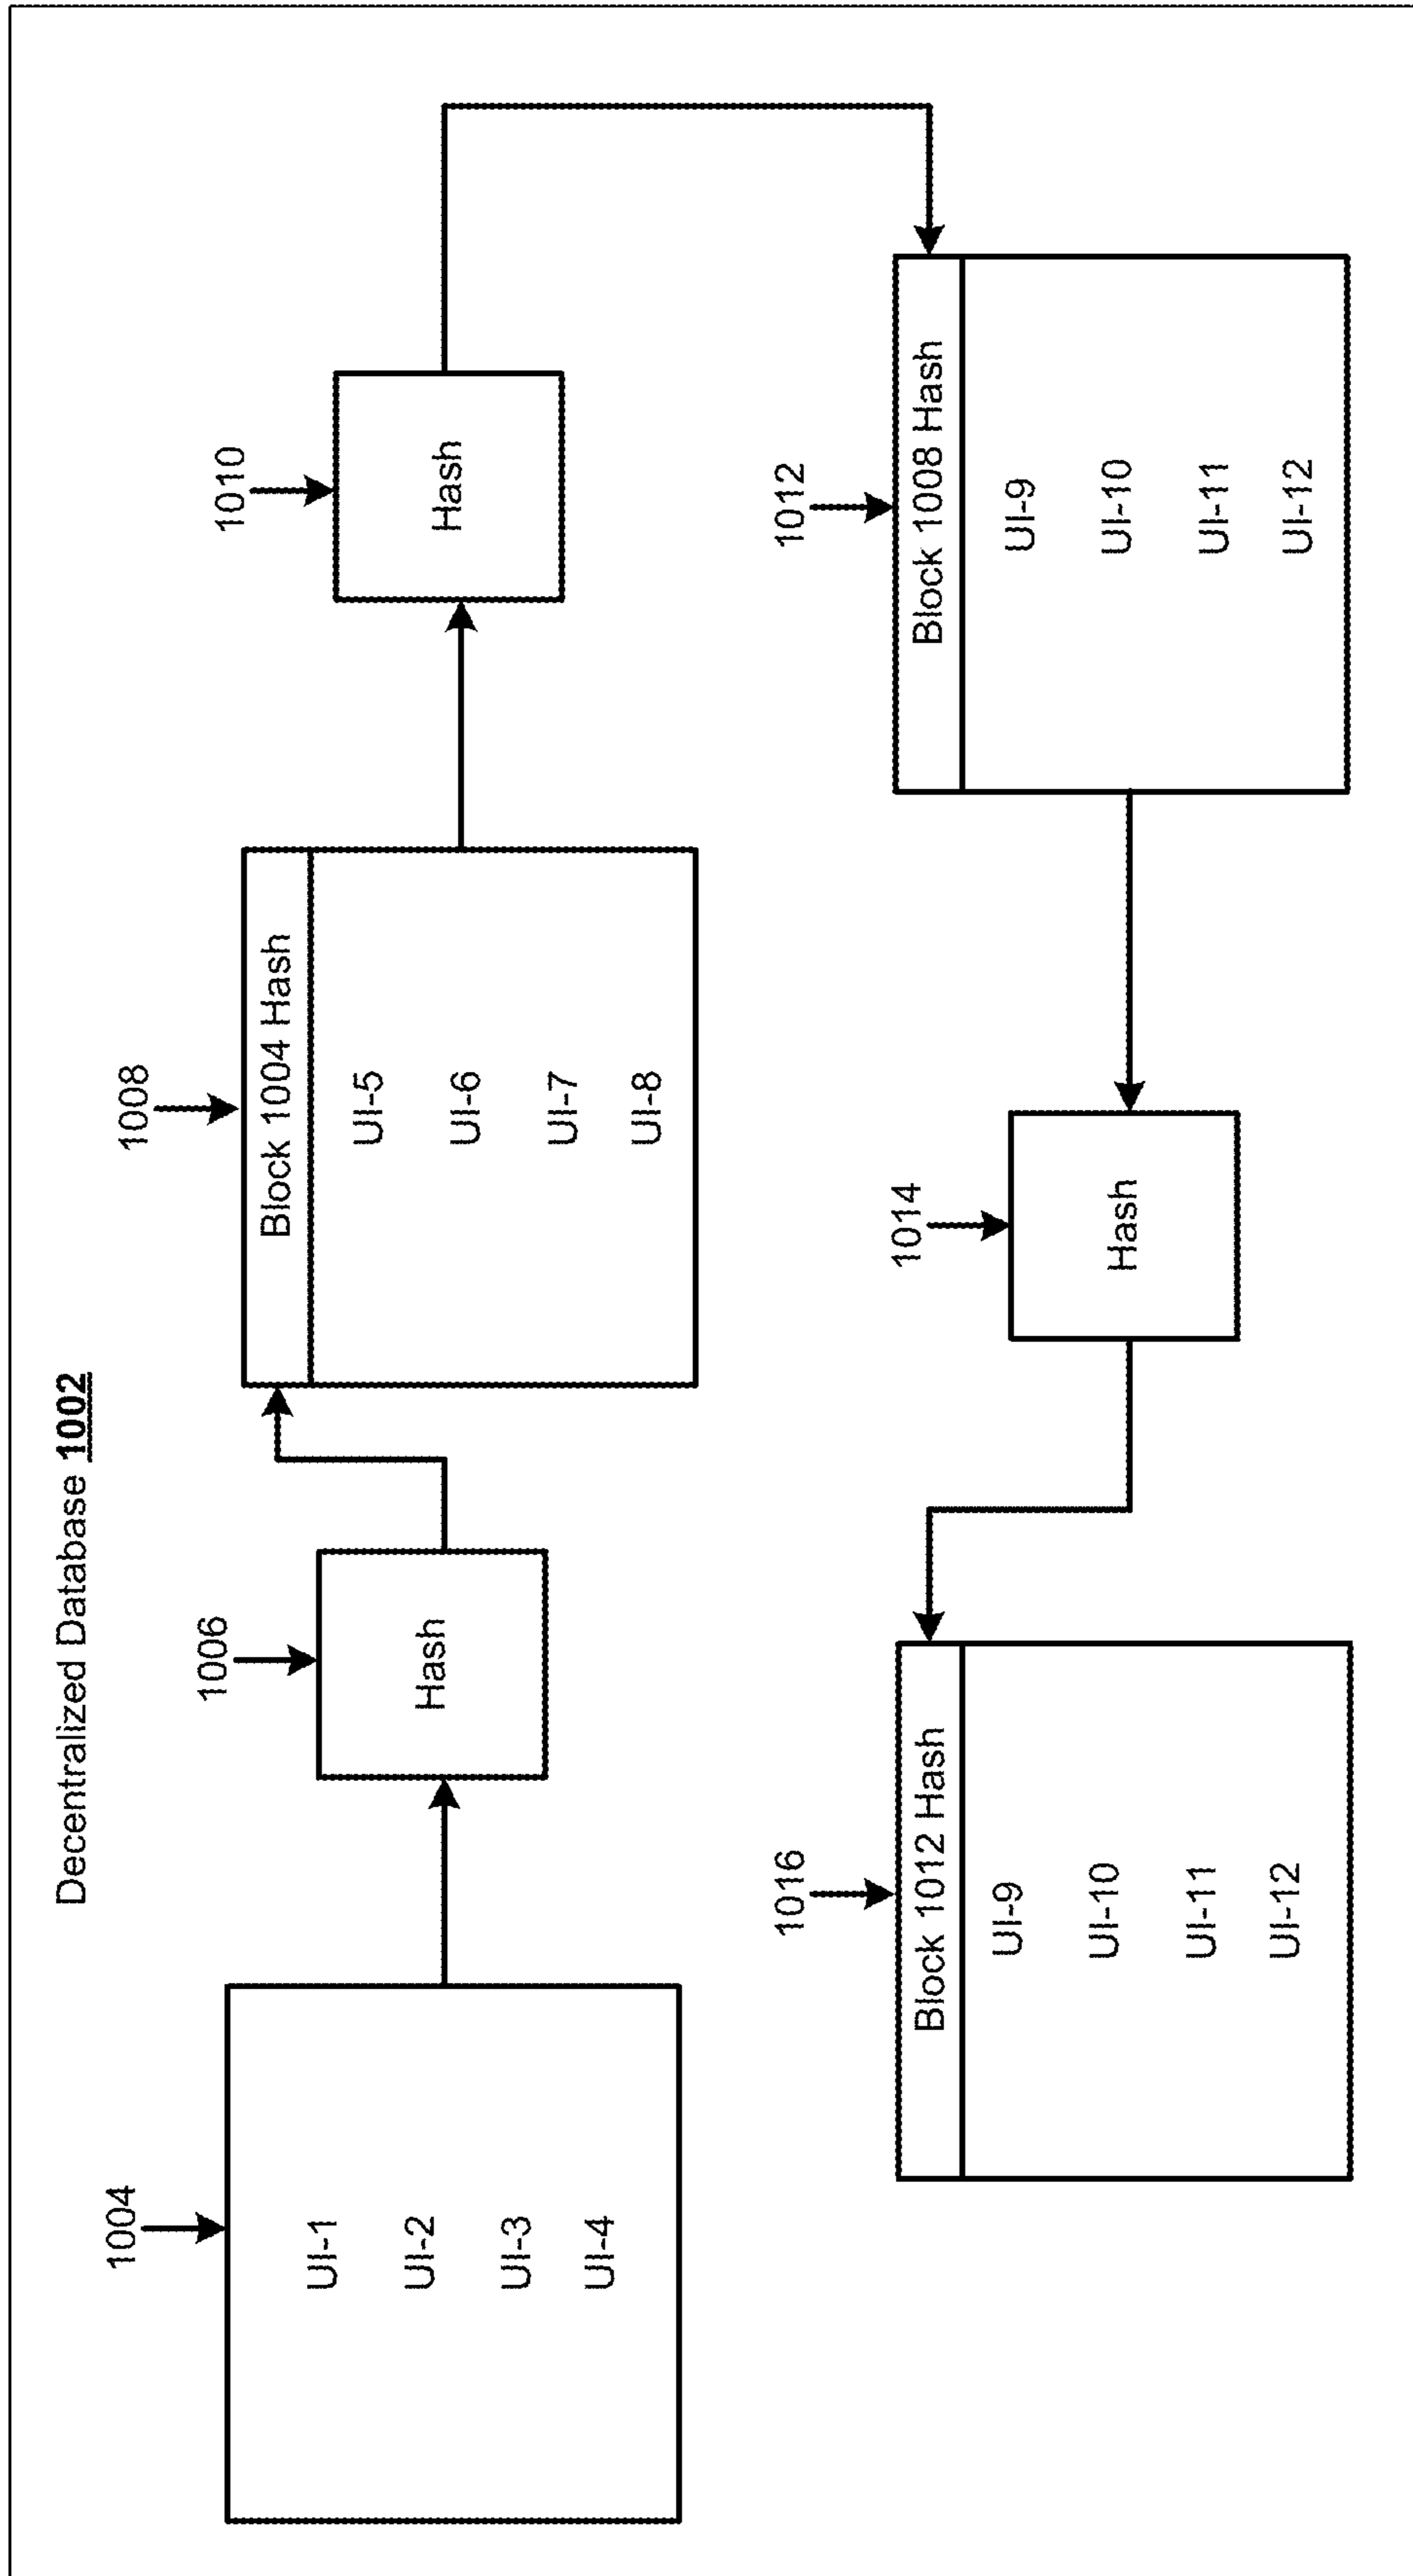 Decentralized Database 1002
1004
UI-1
UI-2
UI-3
UI-4
1006
Hash
1008
Block 1004 Hash
UI-5
UI-6
UI-7
UI-8
1010
Hash
1012
Block 1008 Hash
UI-9
UI-10
UI-11
UI-12
1014
Hash
1016
Block 1012 Hash
UI-9
UI-10
UI-11
UI-12